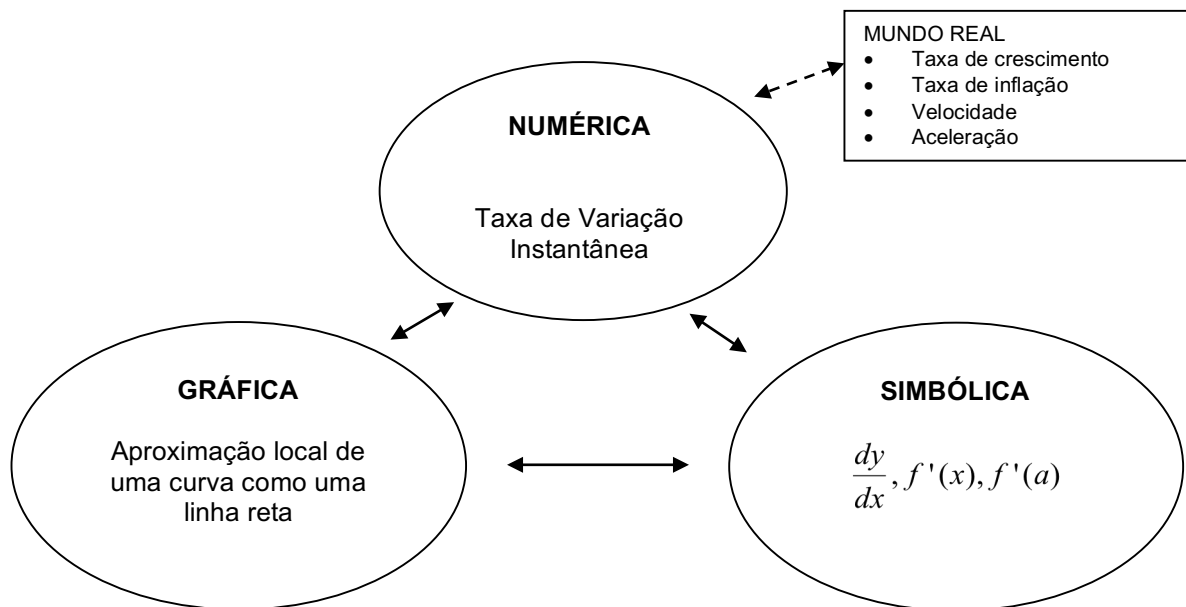 MUNDO REAL
• Taxa de crescimento
• Taxa de inflação
• Velocidade
• Aceleração
NUMÉRICA
Taxa de Variação
Instantânea
GRÁFICA
Aproximação local de
uma curva como uma
linha reta
SIMBÓLICA
dy/dx, f'(x), f'(a)